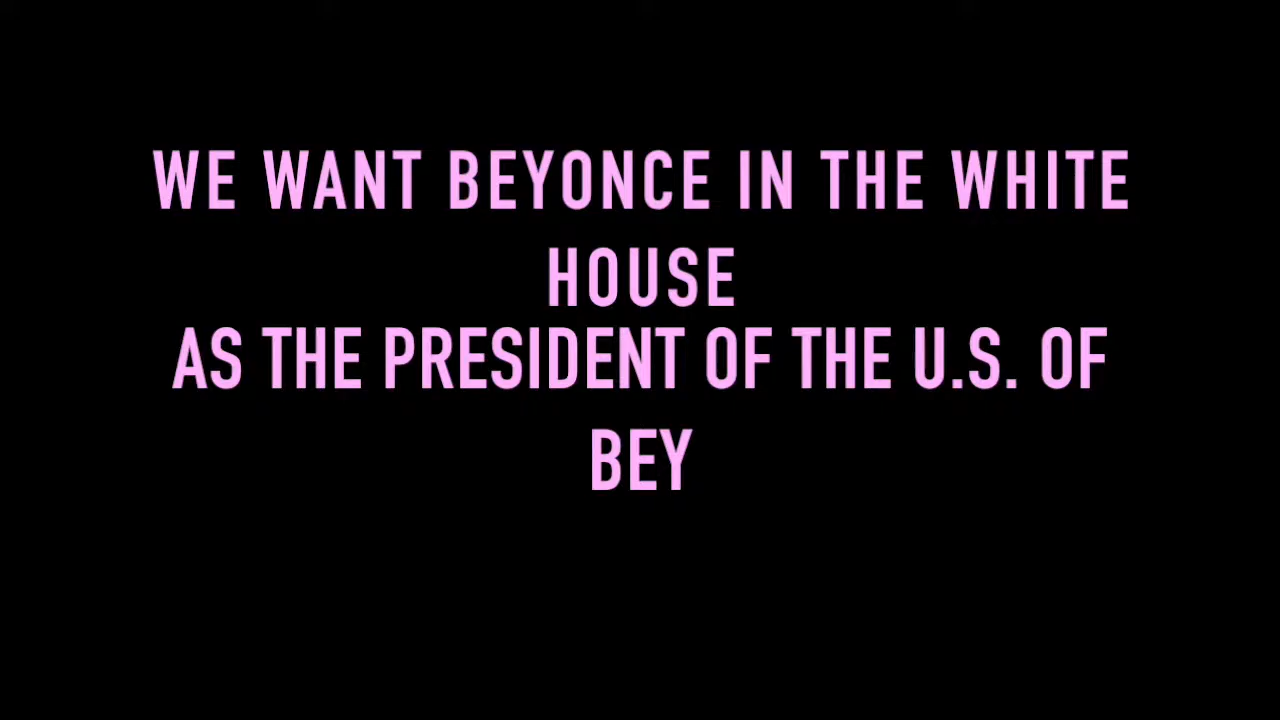 WE WANT BEYONCE IN THE WHITE
HOUSE
AS THE PRESIDENT OF THE U.S. OF
BEY